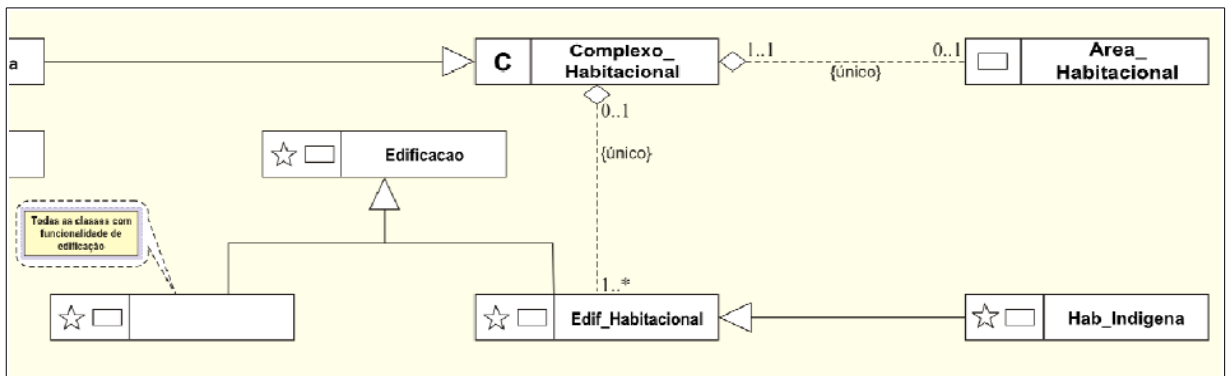 a
C
Complexo_
Habitacional
1..1
0..1
{único}
Area_
Habitacional
0..1
{único}
Edificacao
Todas as classes com
funcionalidade de
edificação
1..*
Edif_Habitacional
Hab_Indigena